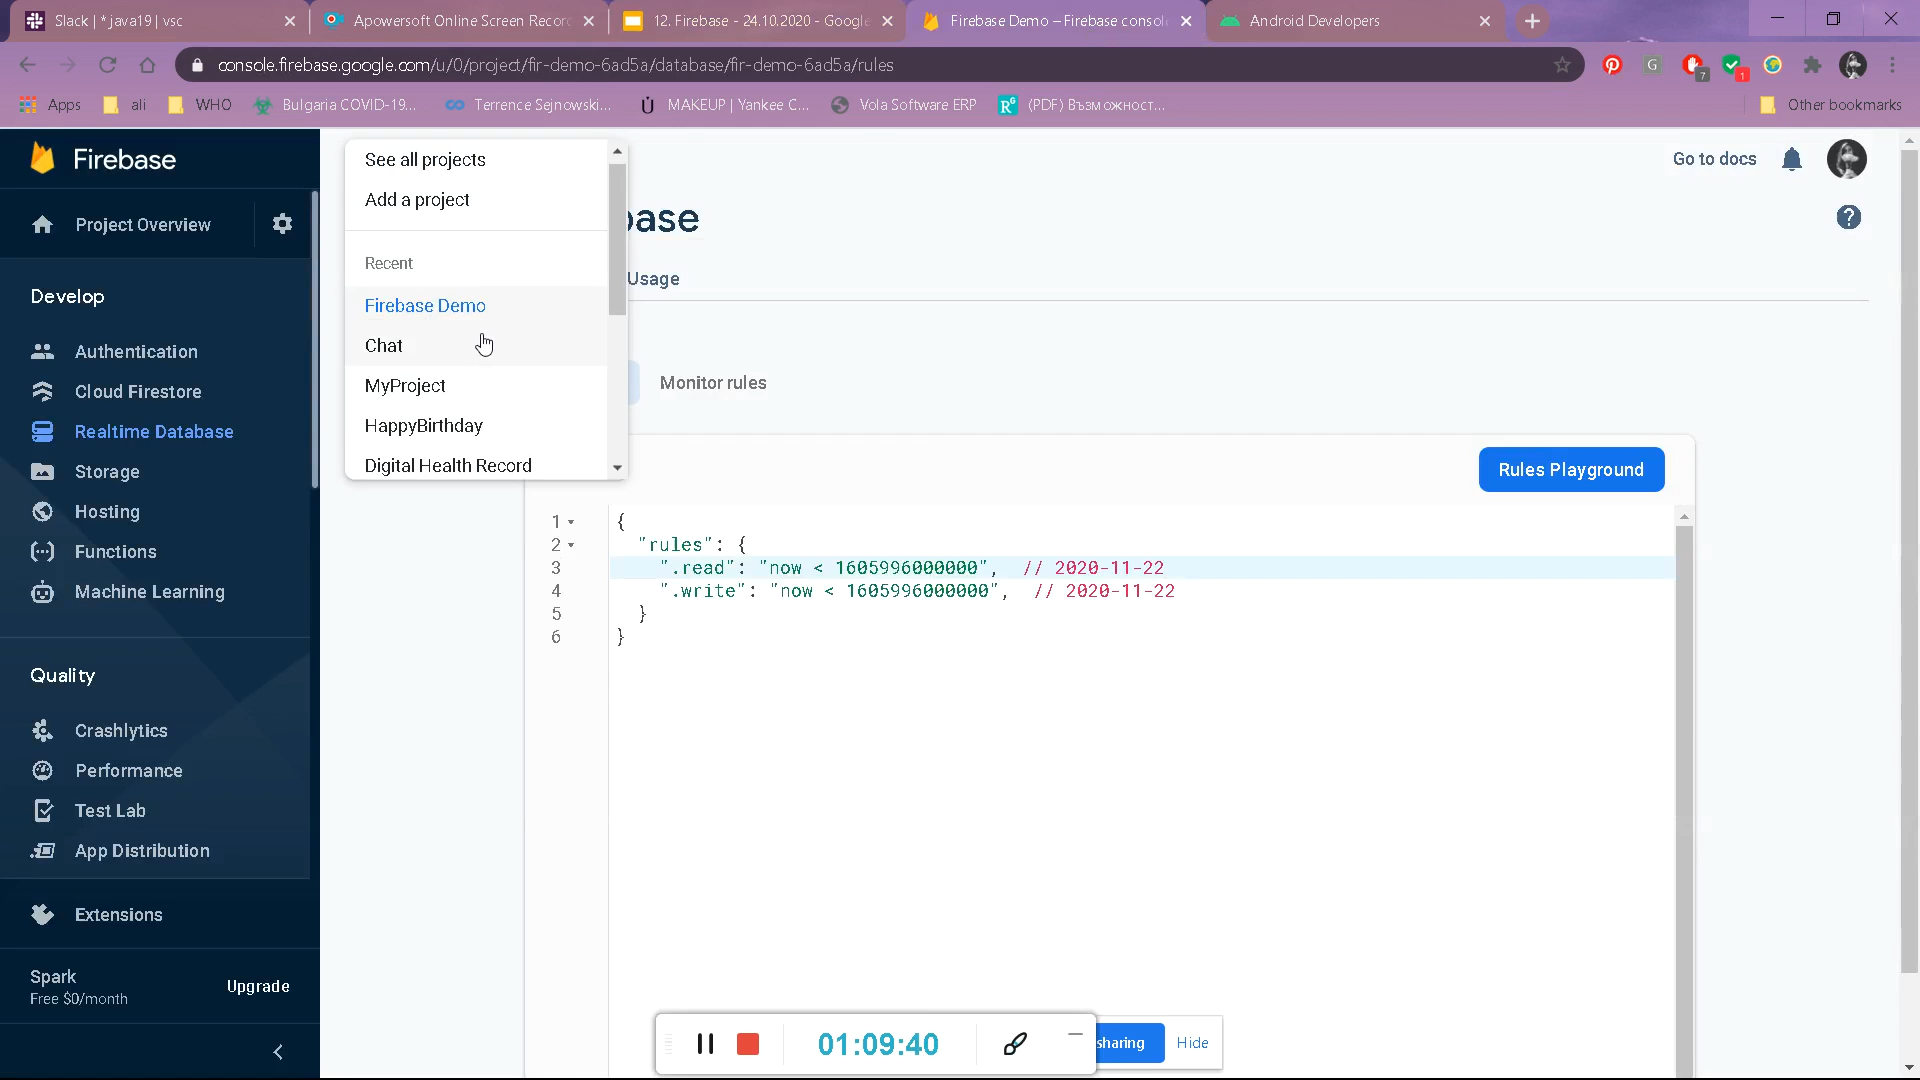 Slack | *java19 | vsc
Apowersoft Online Screen Recor
12. Firebase - 24.10.2020 - Google
Firebase Demo – Firebase consol
Android Developers
console.firebase.google.com/u/0/project/fir-demo-6ad5a/database/fir-demo-6ad5a/rules
G
7
1
Apps
ali
WHO
Bulgaria COVID-19...
Terrence Sejnowski...
MAKEUP | Yankee C...
Vola Software ERP
(PDF) Възможност...
Other bookmarks
Firebase
Project Overview
Develop
Authentication
Cloud Firestore
Realtime Database
Storage
Hosting
Functions
Machine Learning
Quality
Crashlytics
Performance
Test Lab
App Distribution
Extensions
Spark
Free $0/month
Upgrade
See all projects
Add a project
Recent
Firebase Demo
Chat
MyProject
HappyBirthday
Digital Health Record
Go to docs
base
Usage
Monitor rules
Rules Playground
1 {
2 "rules": {
3 ".read": "now < 1605996000000",  // 2020-11-22
4 ".write": "now < 1605996000000",  // 2020-11-22
5 }
6 }
01:09:40
sharing
Hide